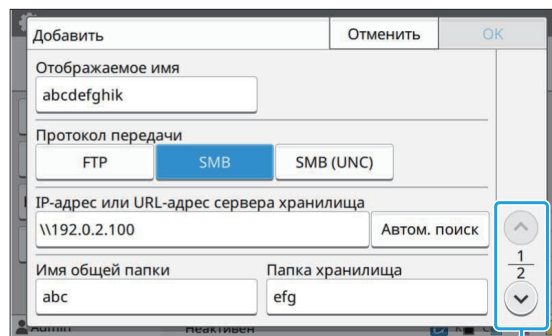 Добавить Отменить OK
Отображаемое имя
abcdefghik
Протокол передачи
FTP SMB SMB (UNC)
IP-адрес или URL-адрес сервера хранилища
\\192.0.2.100 Автом. поиск
1
2
Имя общей папки Папка хранилища
abc efg
Admin Неактивен